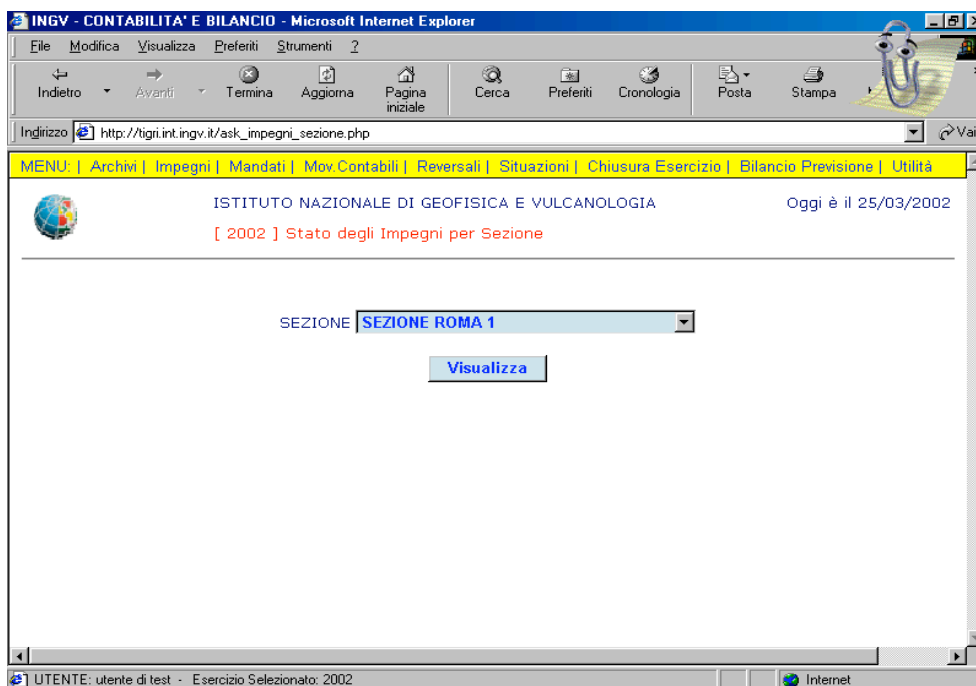 INGV - CONTABILITA' E BILANCIO - Microsoft Internet Explorer
File Modifica Visualizza Preferiti Strumenti ?
Indietro Avanti Termina Aggiorna Pagina iniziale Cerca Preferiti Cronologia Posta Stampa
Indirizzo http://tigri.int.ingv.it/ask_impegni_sezione.php Vai
MENU: | Archivi | Impegni | Mandati | Mov.Contabili | Reversali | Situazioni | Chiusura Esercizio | Bilancio Previsione | Utilità
ISTITUTO NAZIONALE DI GEOFISICA E VULCANOLOGIA Oggi è il 25/03/2002
[ 2002 ] Stato degli Impegni per Sezione
SEZIONE SEZIONE ROMA 1
Visualizza
UTENTE: utente di test - Esercizio Selezionato: 2002 Internet